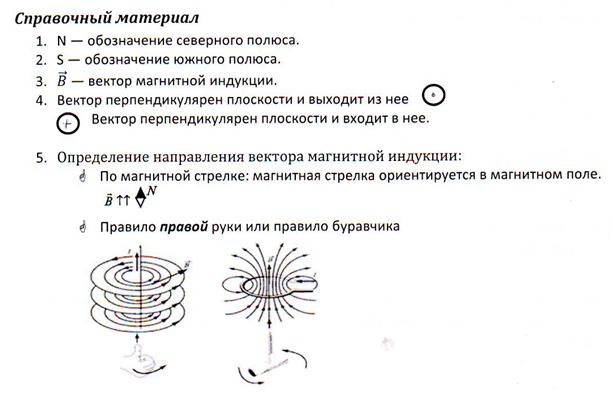 Справочный материал
1. N — обозначение северного полюса.
2. S — обозначение южного полюса.
3. B — вектор магнитной индукции.
4. Вектор перпендикулярен плоскости и выходит из нее
Вектор перпендикулярен плоскости и входит в нее.
5. Определение направления вектора магнитной индукции:
По магнитной стрелке: магнитная стрелка ориентируется в магнитном поле.
B ↑↑ N
Правило правой руки или правило буравчика